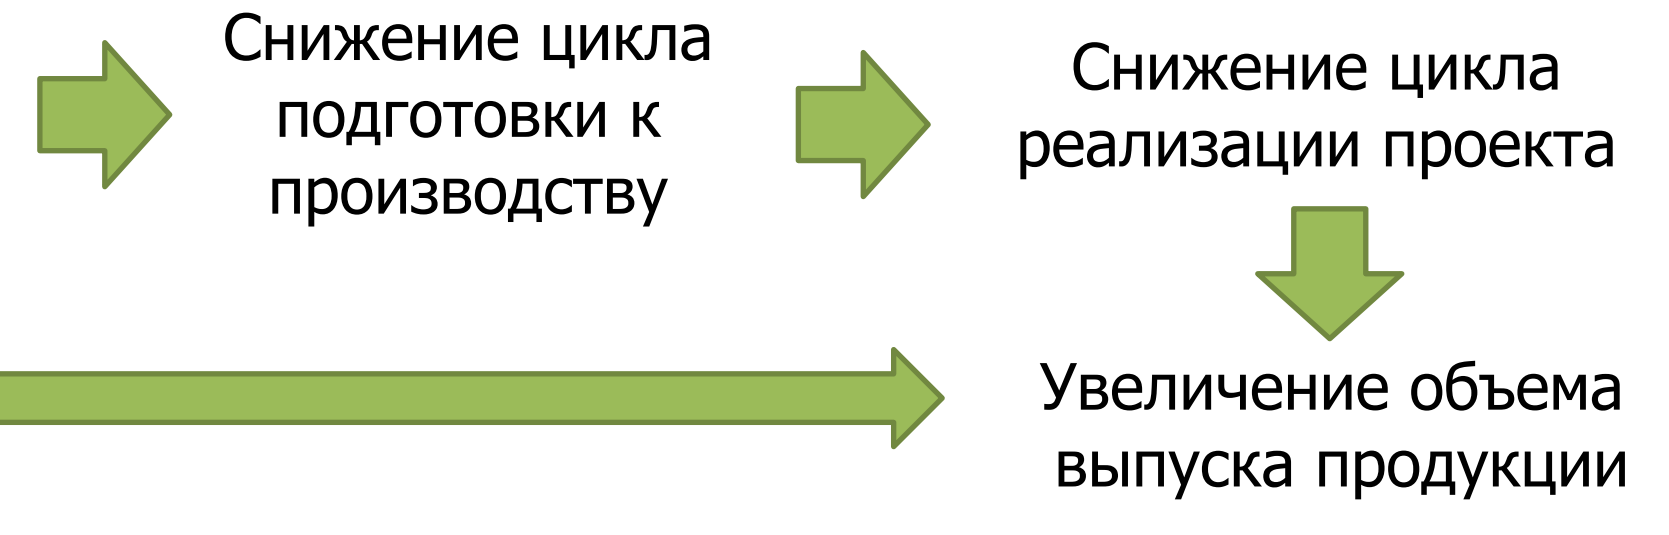 Снижение цикла
подготовки к
производству
Снижение цикла
реализации проекта
Увеличение объема
выпуска продукции